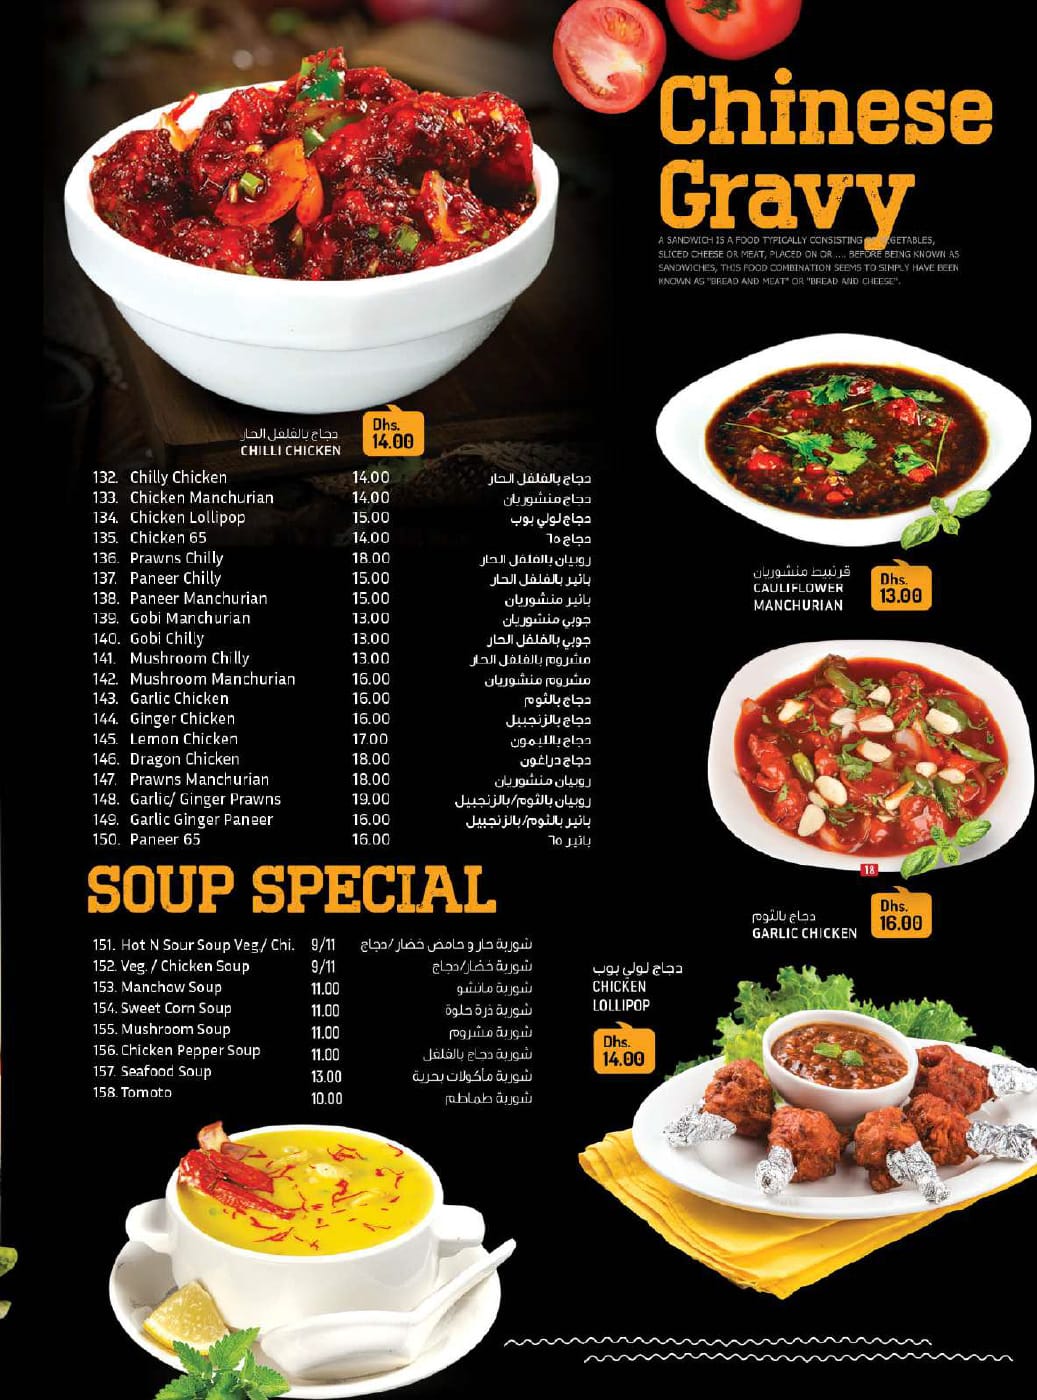 Chinese
Gravy
A SANDWICH IS A FOOD TYPICALLY CONSISTING
SLICED CHEESE OR MEAT, PLACED ON OR .... BEFORE BEING KNOWN AS
SANDWICHES, THIS FOOD COMBINATION SEEMS TO SIMPLY HAVE BEEN
KNOWN AS "BREAD AND MEAT" OR "BREAD AND CHEESE".
دجاج بالفلفل الحار
CHILLI CHICKEN
Dhs.
14.00
132. Chilly Chicken 14.00 دجاج بالفلفل الحار
133. Chicken Manchurian 14.00 دجاج منشوريان
134. Chicken Lollipop 15.00 دجاج لولي بوب
135. Chicken 65 14.00 دجاج ٦٥
136. Prawns Chilly 18.00 روبيان بالفلفل الحار
137. Paneer Chilly 15.00 بانير بالفلفل الحار
138. Paneer Manchurian 15.00 بانير منشوريان
139. Gobi Manchurian 13.00 جوبي منشوريان
140. Gobi Chilly 13.00 جوبي بالفلفل الحار
141. Mushroom Chilly 13.00 مشروم بالفلفل الحار
142. Mushroom Manchurian 16.00 مشروم منشوريان
143. Garlic Chicken 16.00 دجاج بالثوم
144. Ginger Chicken 16.00 دجاج بالزنجبيل
145. Lemon Chicken 17.00 دجاج بالليمون
146. Dragon Chicken 18.00 دجاج دراغون
147. Prawns Manchurian 18.00 روبيان منشوريان
148. Garlic/ Ginger Prawns 19.00 روبيان بالثوم/بالزنجبيل
149. Garlic Ginger Paneer 16.00 بانير بالثوم/بالزنجبيل
150. Paneer 65 16.00 بانير ٦٥
قرنبيط منشوريان
CAULIFLOWER
MANCHURIAN
Dhs.
13.00
18
دجاج بالثوم
GARLIC CHICKEN
Dhs.
16.00
SOUP SPECIAL
151. Hot N Sour Soup Veg/ Chi. 9/11 شوربة حار و حامض خضار/دجاج
152. Veg. / Chicken Soup 9/11 شوربة خضار/دجاج
153. Manchow Soup 11.00 شوربة مانشو
154. Sweet Corn Soup 11.00 شوربة ذرة حلوة
155. Mushroom Soup 11.00 شوربة مشروم
156. Chicken Pepper Soup 11.00 شوربة دجاج بالفلفل
157. Seafood Soup 13.00 شوربة مأكولات بحرية
158. Tomoto 10.00 شوربة طماطم
دجاج لولي بوب
CHICKEN
LOLLIPOP
Dhs.
14.00